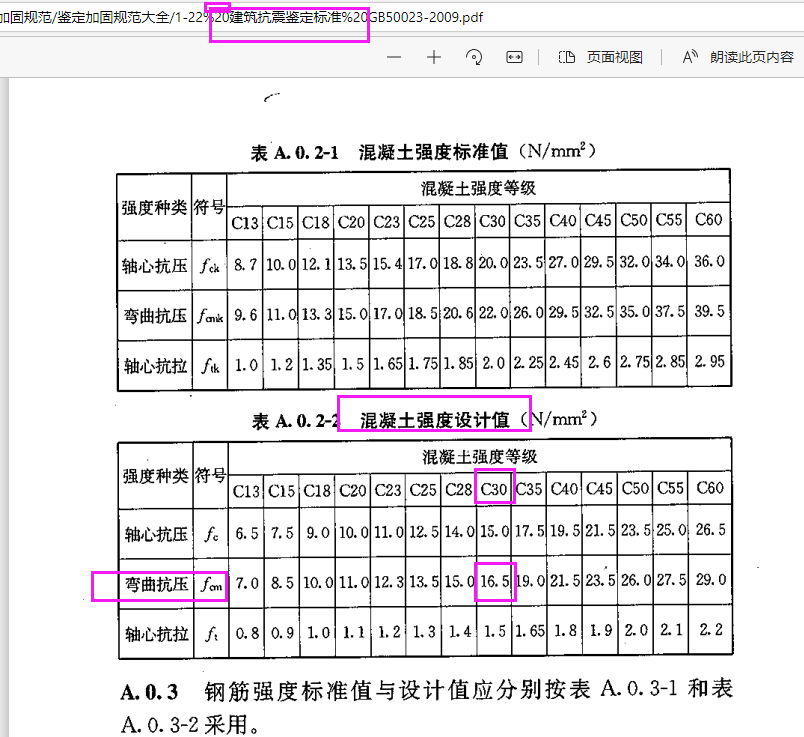 加固规范/鉴定加固规范大全/1-22%20建筑抗震鉴定标准%20GB50023-2009.pdf
页面视图 朗读此页内容
表 A.0.2-1 混凝土强度标准值(N/mm²)
强度种类 符号 混凝土强度等级
C13 C15 C18 C20 C23 C25 C28 C30 C35 C40 C45 C50 C55 C60
轴心抗压 fck 8.7 10.0 12.1 13.5 15.4 17.0 18.8 20.0 23.5 27.0 29.5 32.0 34.0 36.0
弯曲抗压 fcmk 9.6 11.0 13.3 15.0 17.0 18.5 20.6 22.0 26.0 29.5 32.5 35.0 37.5 39.5
轴心抗拉 ftk 1.0 1.2 1.35 1.5 1.65 1.75 1.85 2.0 2.25 2.45 2.6 2.75 2.85 2.95
表 A.0.2-2 混凝土强度设计值(N/mm²)
强度种类 符号 混凝土强度等级
C13 C15 C18 C20 C23 C25 C28 C30 C35 C40 C45 C50 C55 C60
轴心抗压 fc 6.5 7.5 9.0 10.0 11.0 12.5 14.0 15.0 17.5 19.5 21.5 23.5 25.0 26.5
弯曲抗压 fcm 7.0 8.5 10.0 11.0 12.3 13.5 15.0 16.5 19.0 21.5 23.5 26.0 27.5 29.0
轴心抗拉 ft 0.8 0.9 1.0 1.1 1.2 1.3 1.4 1.5 1.65 1.8 1.9 2.0 2.1 2.2
A.0.3 钢筋强度标准值与设计值应分别按表 A.0.3-1 和表
A.0.3-2 采用。